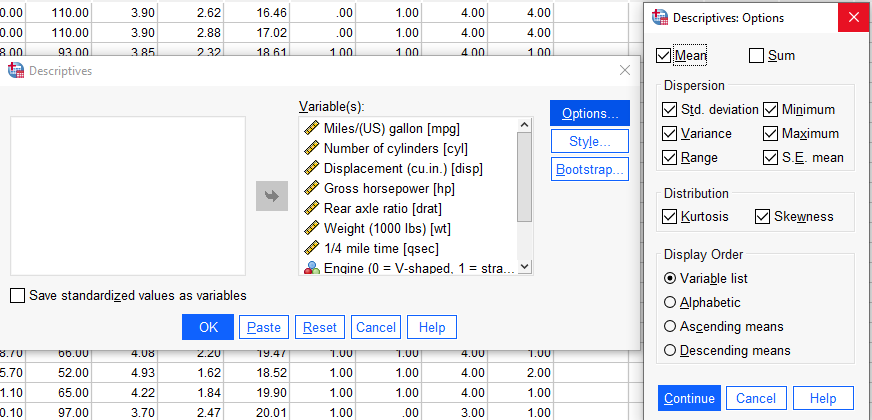 0.00 110.00 3.90 2.62 16.46 .00 1.00 4.00 4.00
0.00 110.00 3.90 2.88 17.02 .00 1.00 4.00 4.00
93.00 3.85 2.32 18.61 1.00 1.00 4.00 1.00
Descriptives
Variable(s):
Miles/(US) gallon [mpg]
Number of cylinders [cyl]
Displacement (cu.in.) [disp]
Gross horsepower [hp]
Rear axle ratio [drat]
Weight (1000 lbs) [wt]
1/4 mile time [qsec]
Engine (0 = V-shaped, 1 = stra...
Options...
Style...
Bootstrap...
Save standardized values as variables
OK Paste Reset Cancel Help
8.70 66.00 4.08 2.20 19.47 1.00 1.00 4.00 1.00
5.70 52.00 4.93 1.62 18.52 1.00 1.00 4.00 2.00
1.10 65.00 4.22 1.84 19.90 1.00 1.00 4.00 1.00
0.10 97.00 3.70 2.47 20.01 1.00 .00 3.00 1.00
Descriptives: Options
Mean Sum
Dispersion
Std. deviation Minimum
Variance Maximum
Range S.E. mean
Distribution
Kurtosis Skewness
Display Order
Variable list
Alphabetic
Ascending means
Descending means
Continue Cancel Help